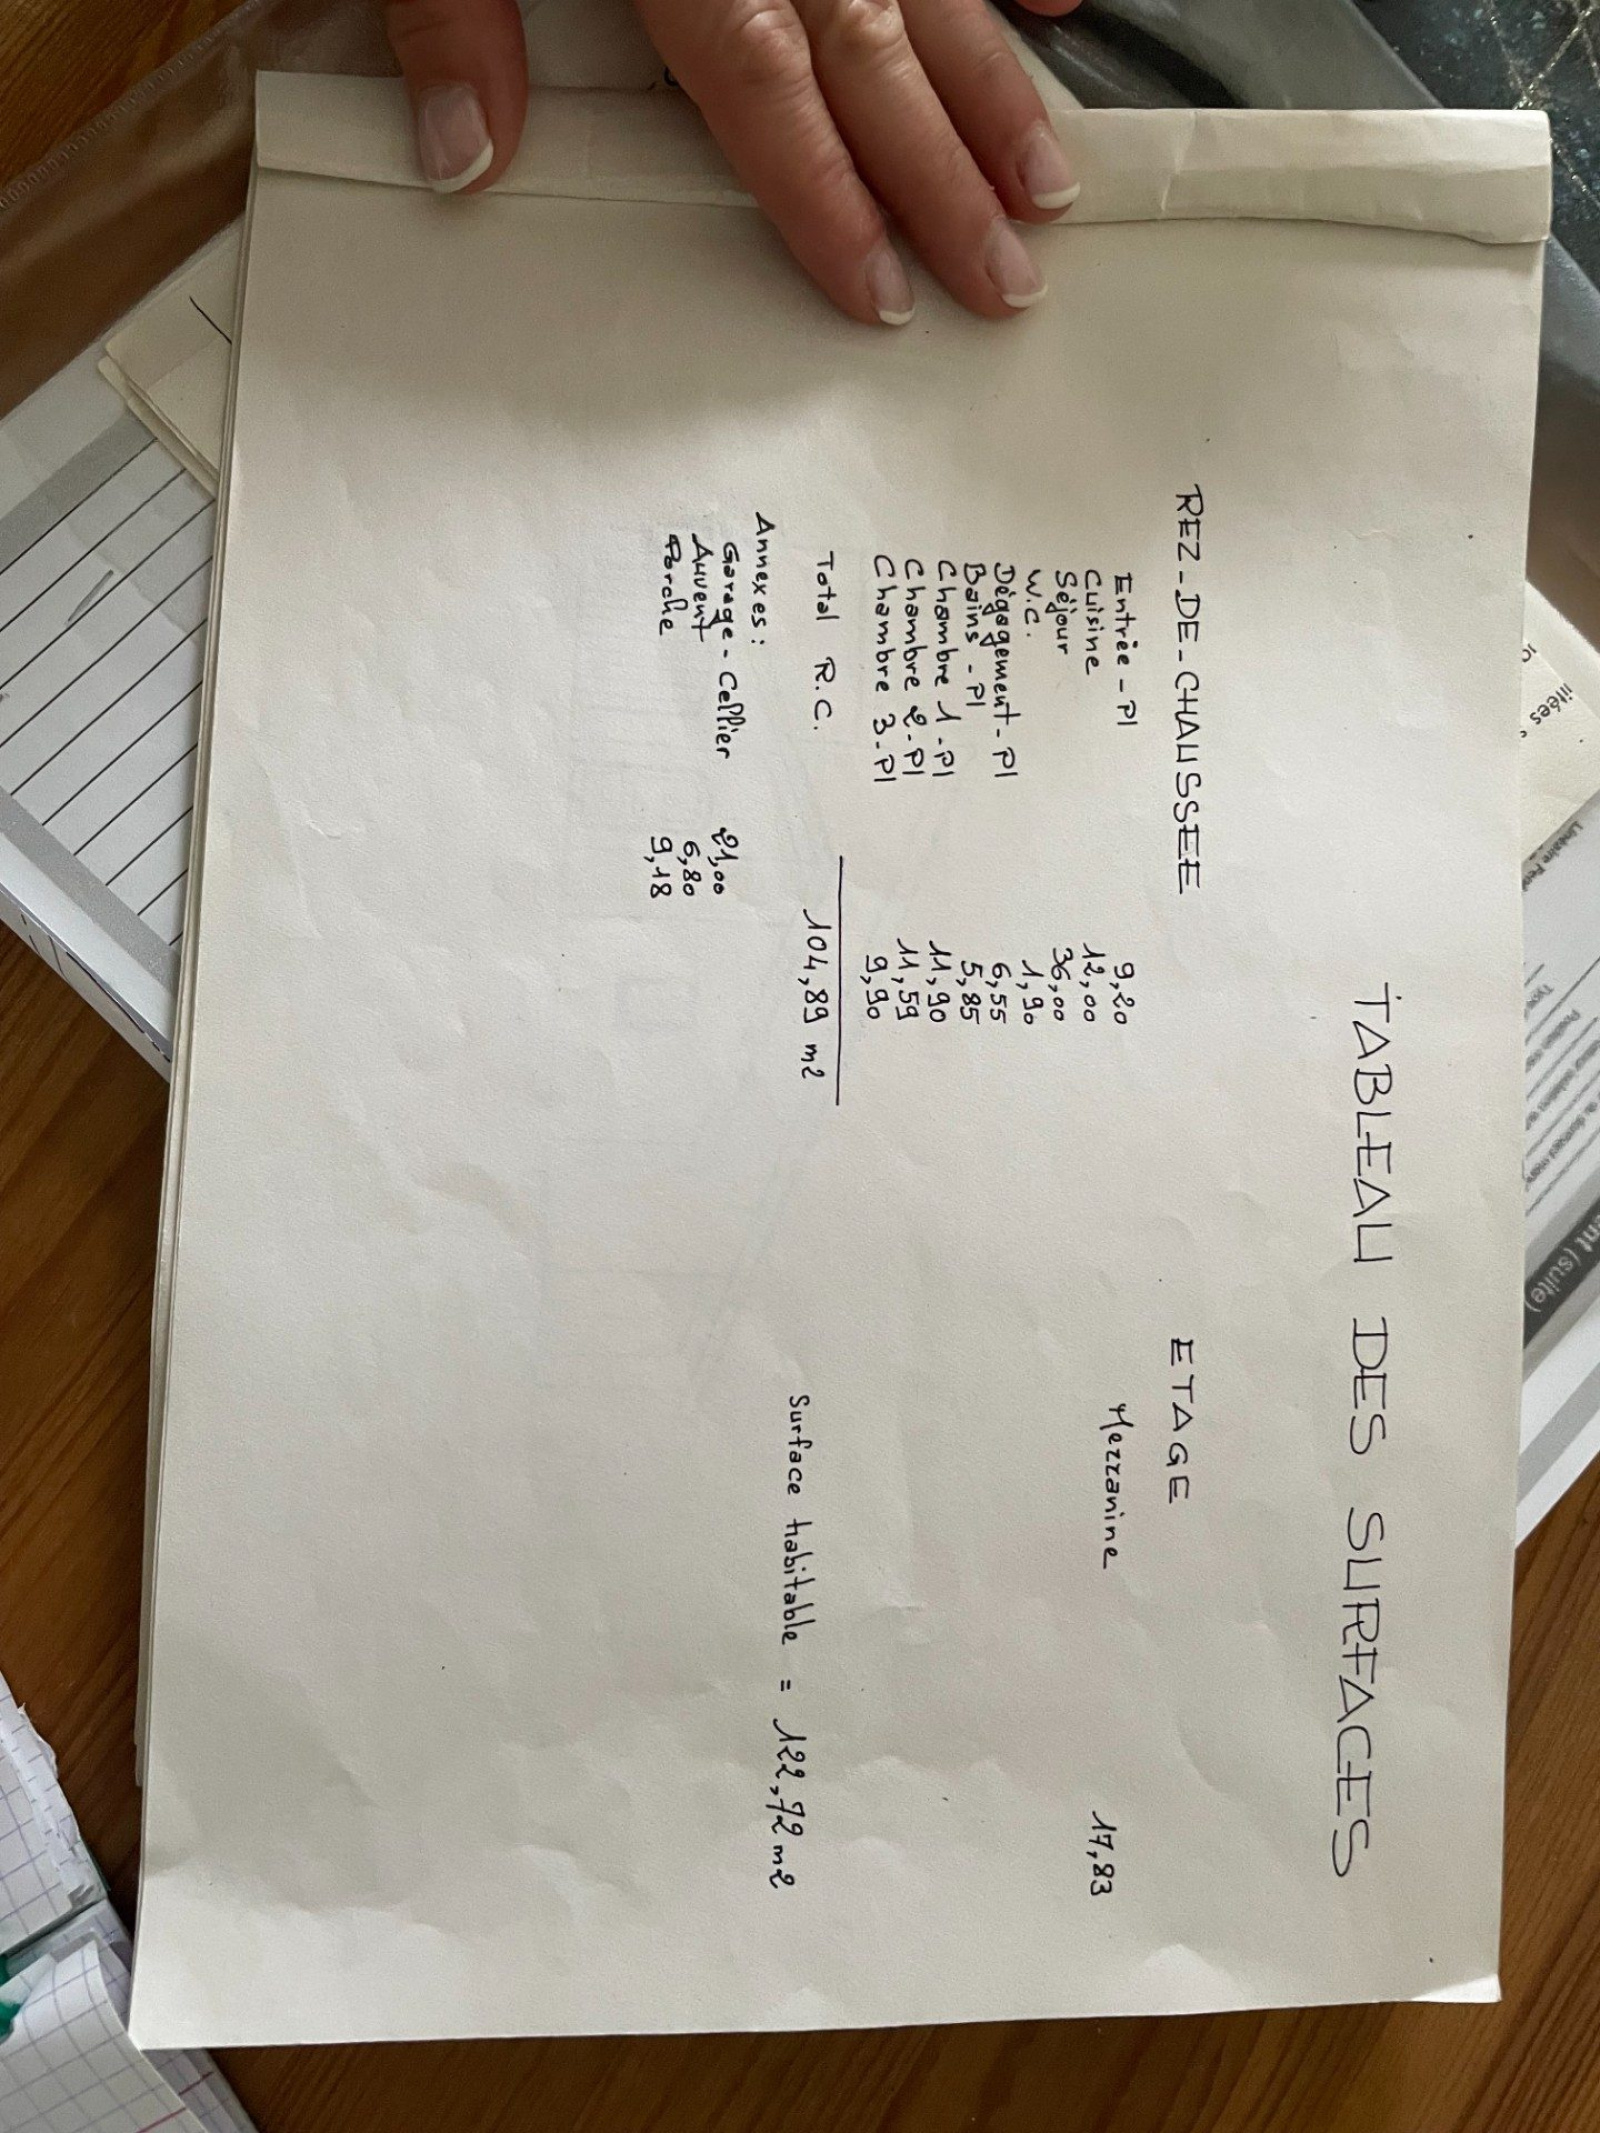 TABLEAU DES SURFACES
REZ-DE-CHAUSSEE
Entrée - Pl 9,20
Cuisine 12,00
Séjour 36,00
W.C. 1,90
Dégagement - Pl 6,55
Bains - Pl 5,85
Chambre 1 - Pl 11,90
Chambre 2 - Pl 11,59
Chambre 3 - Pl 9,90
Total R.C. 104,89 m2
Annexes :
Garage - Cellier 21,00
Auvent 6,80
Porche 9,18
ETAGE
Mezzanine 17,83
Surface habitable = 122,72 m2
ent (suite)
litées